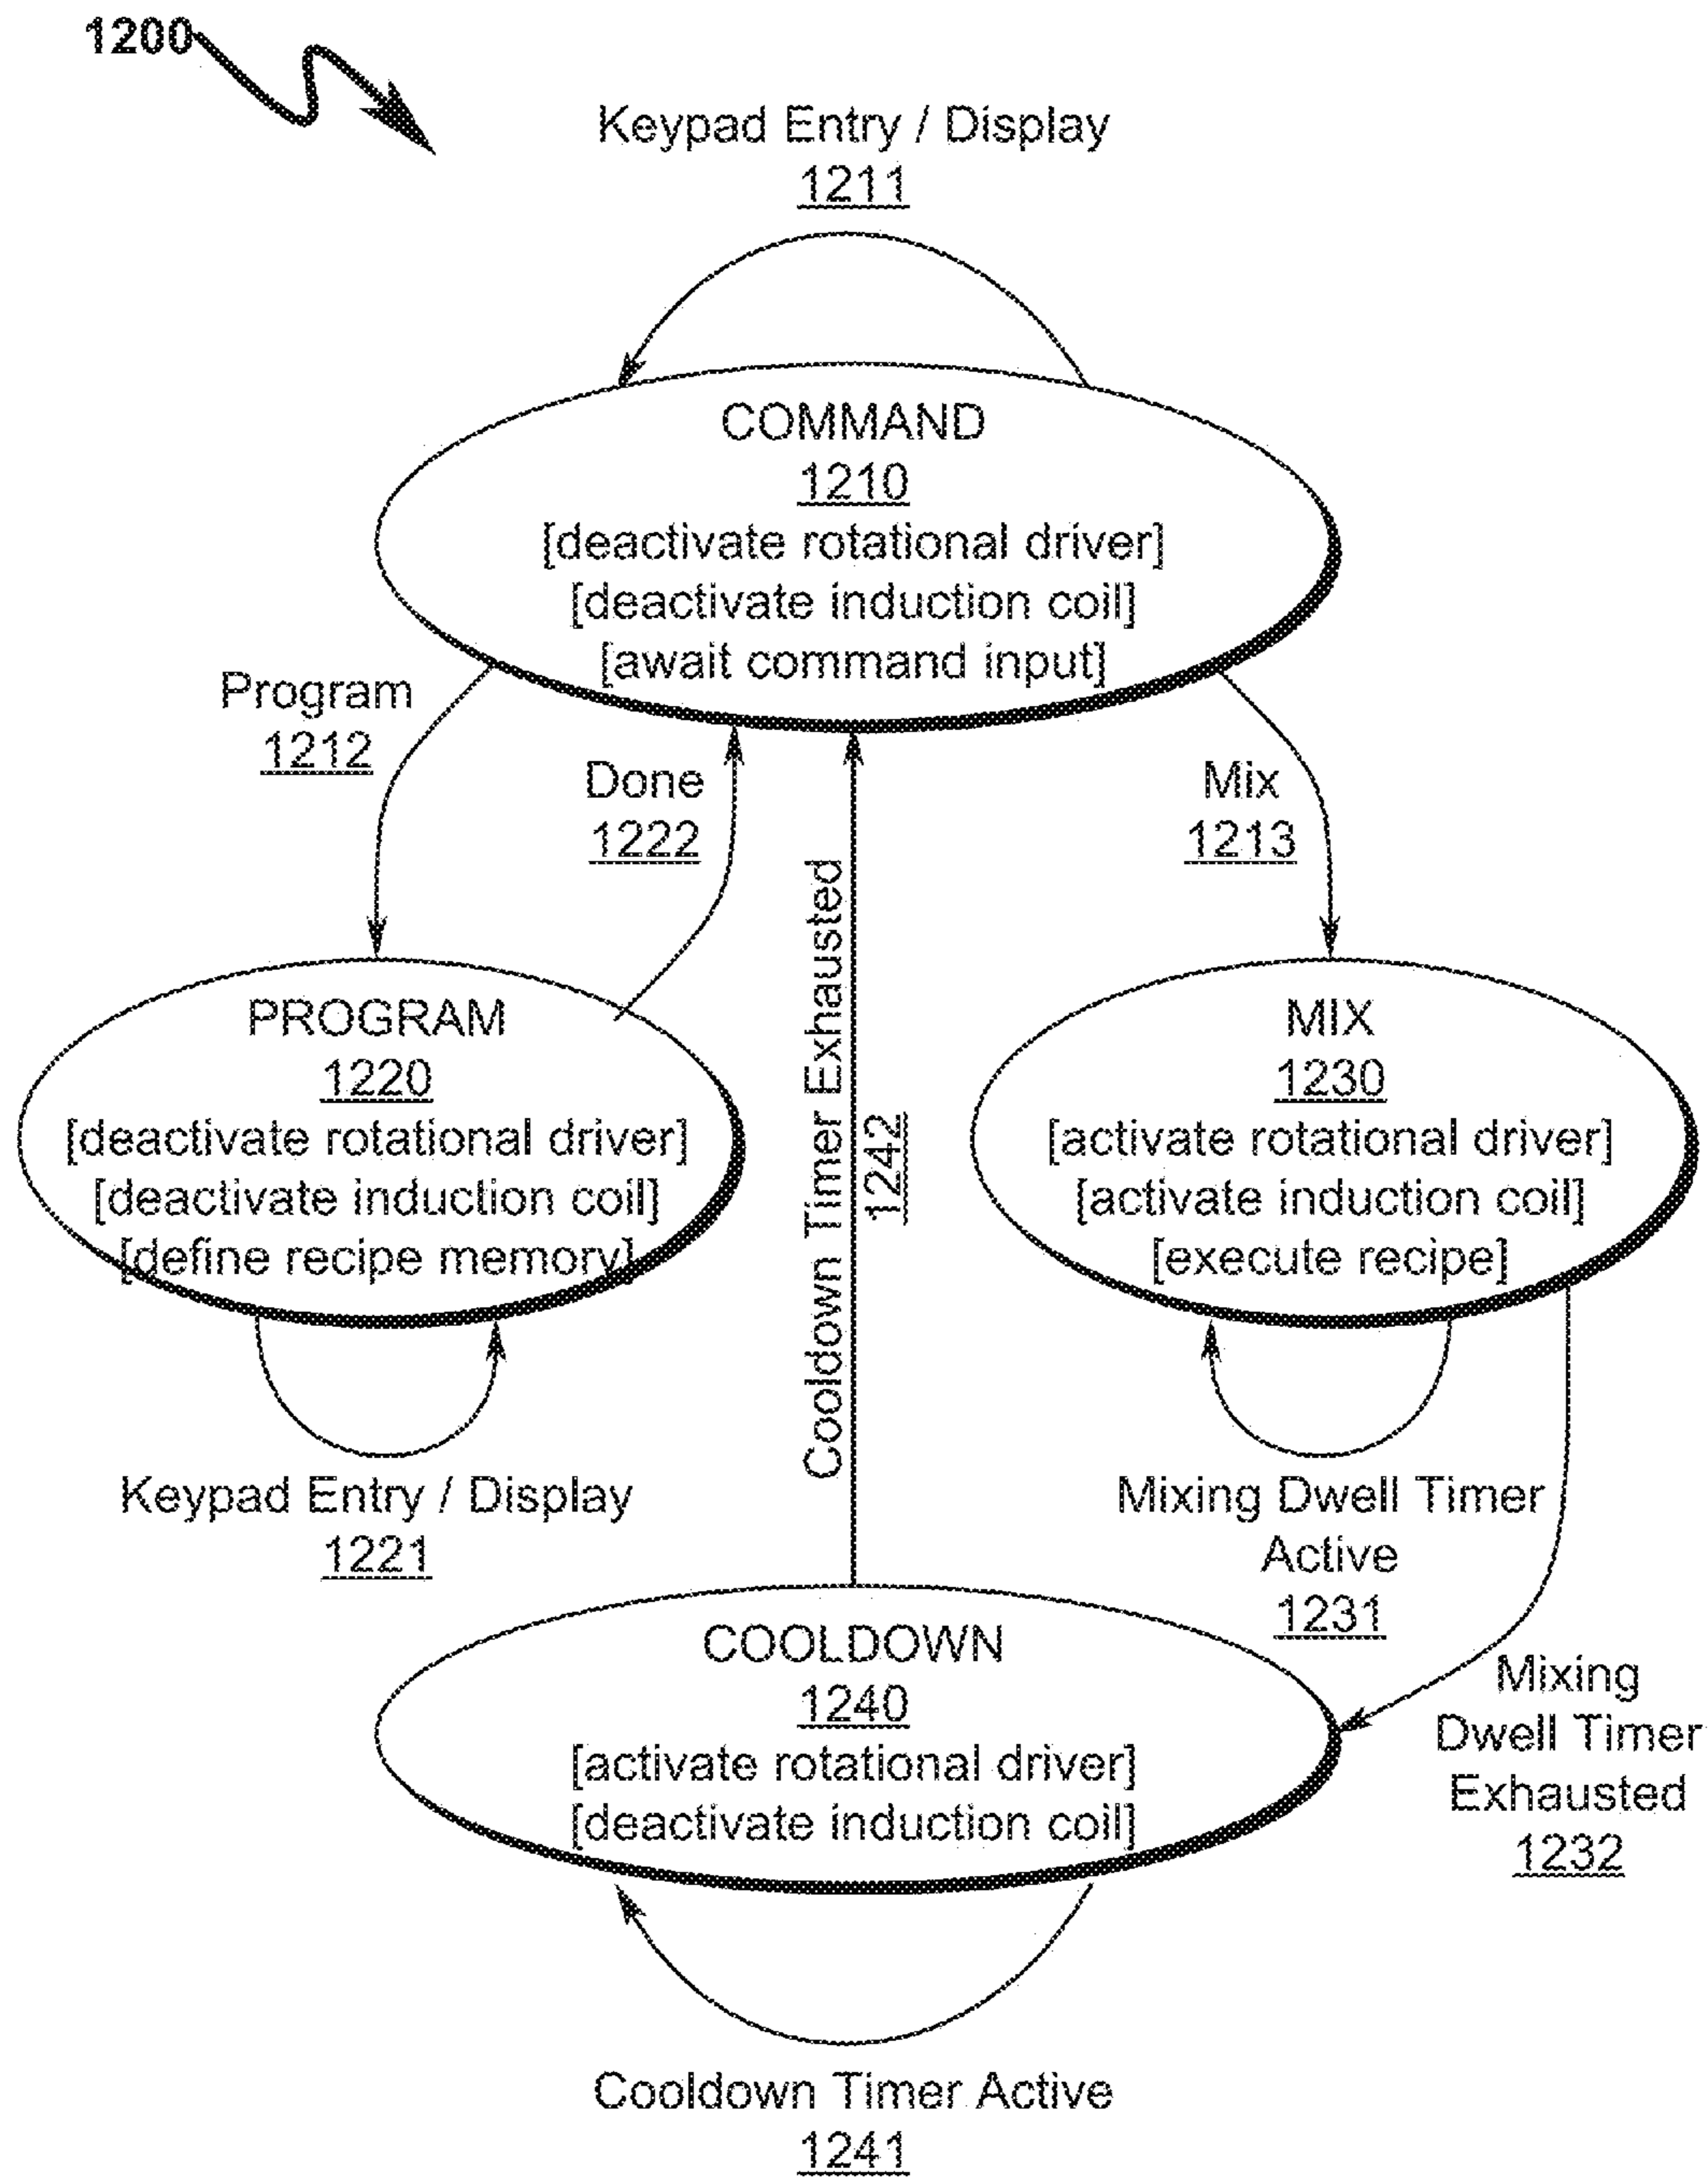 1200
Keypad Entry / Display
1211
COMMAND
1210
[deactivate rotational driver]
[deactivate induction coil]
[await command input]
Program
1212
Done
1222
Mix
1213
Cooldown Timer Exhausted
1242
PROGRAM
1220
[deactivate rotational driver]
[deactivate induction coil]
[define recipe memory]
MIX
1230
[activate rotational driver]
[activate induction coil]
[execute recipe]
Keypad Entry / Display
1221
Mixing Dwell Timer
Active
1231
Mixing
Dwell Timer
Exhausted
1232
COOLDOWN
1240
[activate rotational driver]
[deactivate induction coil]
Cooldown Timer Active
1241